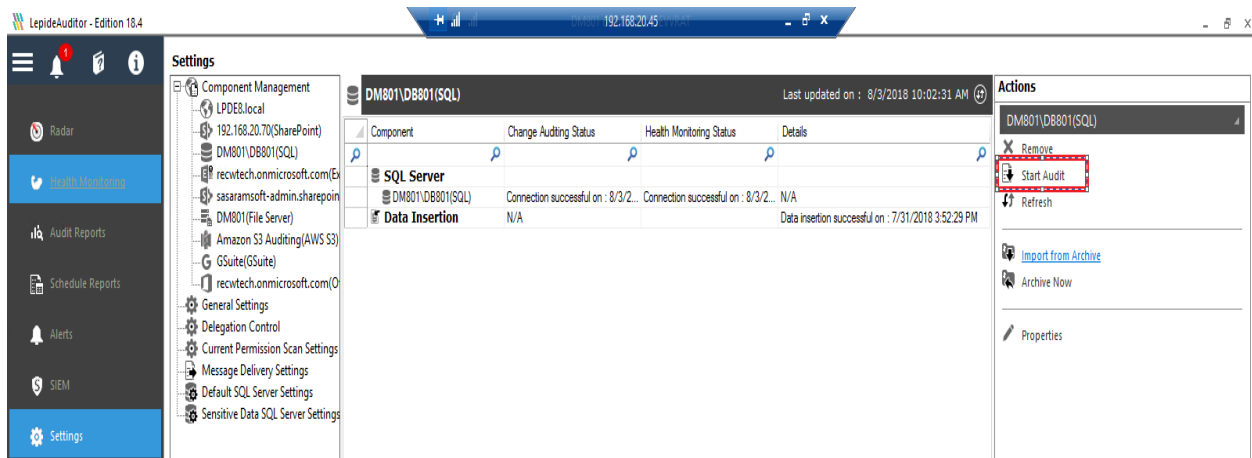 LepideAuditor - Edition 18.4
192.168.20.45
1
Settings
Radar
Health Monitoring
Audit Reports
Schedule Reports
Alerts
SIEM
Settings
Component Management
LPDE8.local
192.168.20.70(SharePoint)
DM801\DB801(SQL)
recwtech.onmicrosoft.com(Ex
sasaramsoft-admin.sharepoin
DM801(File Server)
Amazon S3 Auditing(AWS S3)
GSuite(GSuite)
recwtech.onmicrosoft.com(O
General Settings
Delegation Control
Current Permission Scan Settings
Message Delivery Settings
Default SQL Server Settings
Sensitive Data SQL Server Settings
DM801\DB801(SQL) Last updated on : 8/3/2018 10:02:31 AM
Component Change Auditing Status Health Monitoring Status Details
SQL Server
DM801\DB801(SQL) Connection successful on : 8/3/2... Connection successful on : 8/3/2... N/A
Data Insertion N/A Data insertion successful on : 7/31/2018 3:52:29 PM
Actions
DM801\DB801(SQL)
Remove
Start Audit
Refresh
Import from Archive
Archive Now
Properties